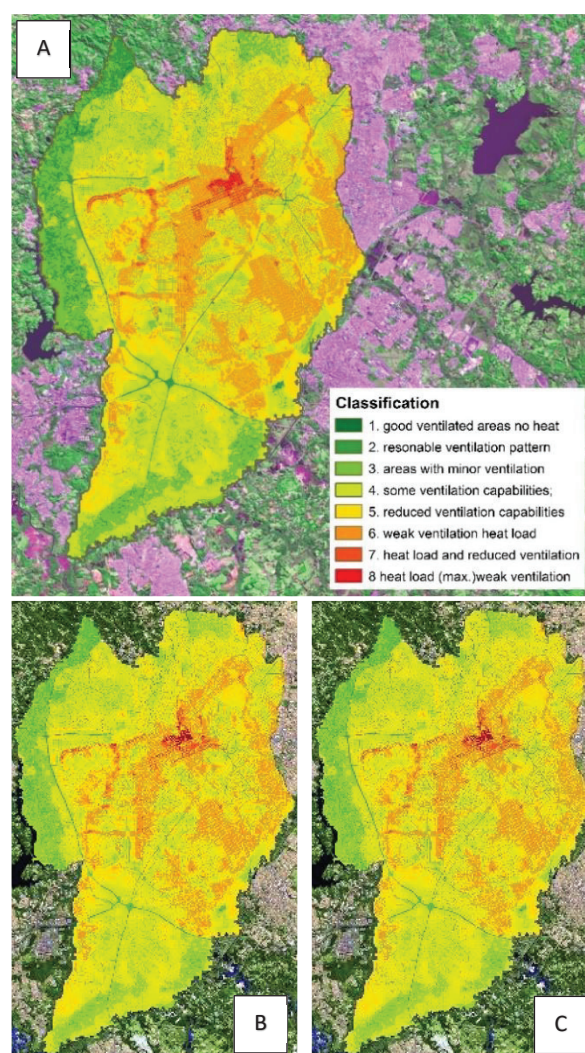 A
Classification
1. good ventilated areas no heat
2. resonable ventilation pattern
3. areas with minor ventilation
4. some ventilation capabilities;
5. reduced ventilation capabilities
6. weak ventilation heat load
7. heat load and reduced ventilation
8 heat load (max.)weak ventilation
B
C